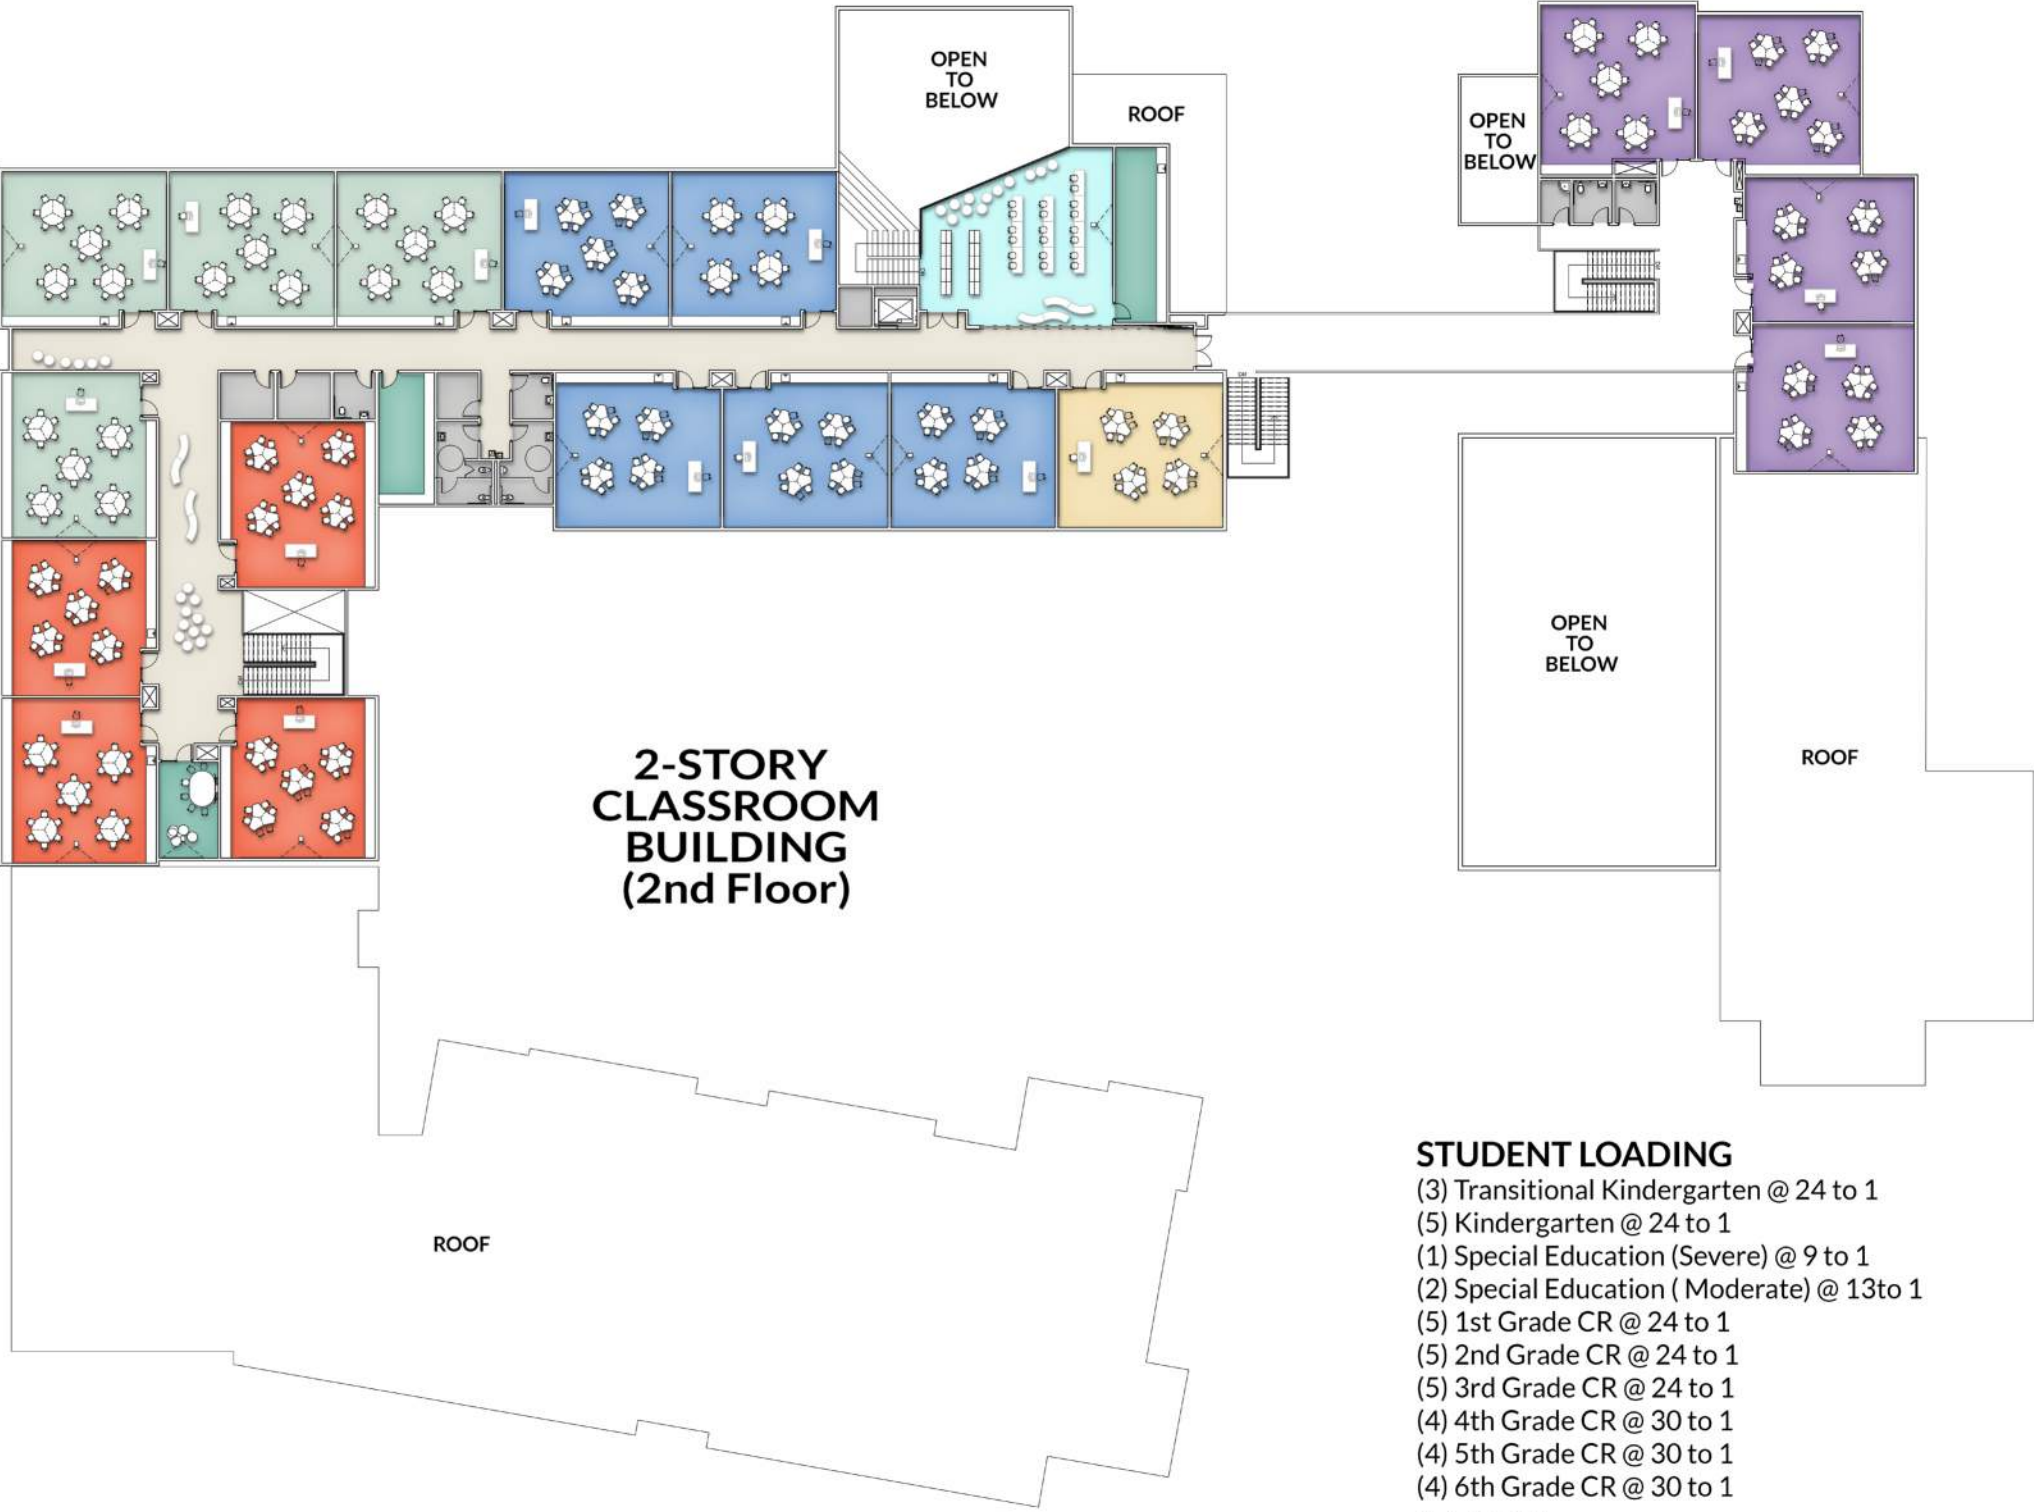 OPEN
TO
BELOW
ROOF
OPEN
TO
BELOW
OPEN
TO
BELOW
ROOF
2-STORY
CLASSROOM
BUILDING
(2nd Floor)
ROOF
STUDENT LOADING
(3) Transitional Kindergarten @ 24 to 1
(5) Kindergarten @ 24 to 1
(1) Special Education (Severe) @ 9 to 1
(2) Special Education ( Moderate) @ 13to 1
(5) 1st Grade CR @ 24 to 1
(5) 2nd Grade CR @ 24 to 1
(5) 3rd Grade CR @ 24 to 1
(4) 4th Grade CR @ 30 to 1
(4) 5th Grade CR @ 30 to 1
(4) 6th Grade CR @ 30 to 1